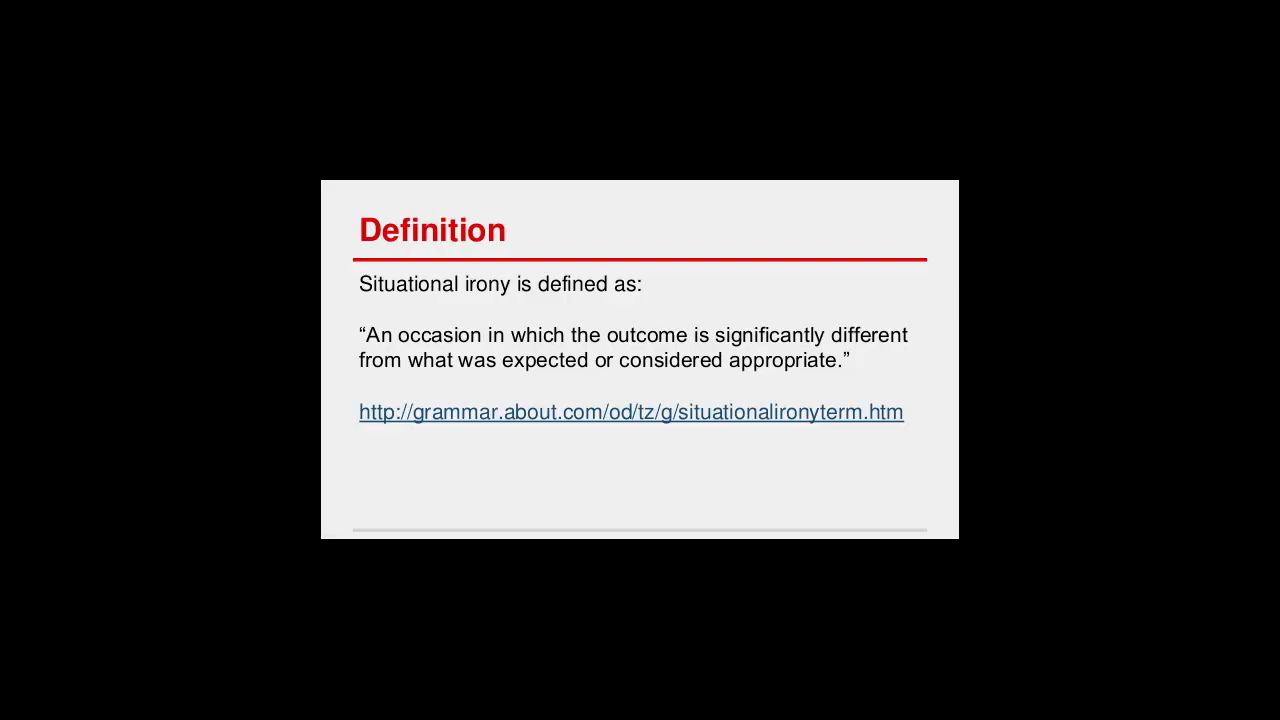 Definition
Situational irony is defined as:
“An occasion in which the outcome is significantly different
from what was expected or considered appropriate.”
http://grammar.about.com/od/tz/g/situationalironyterm.htm